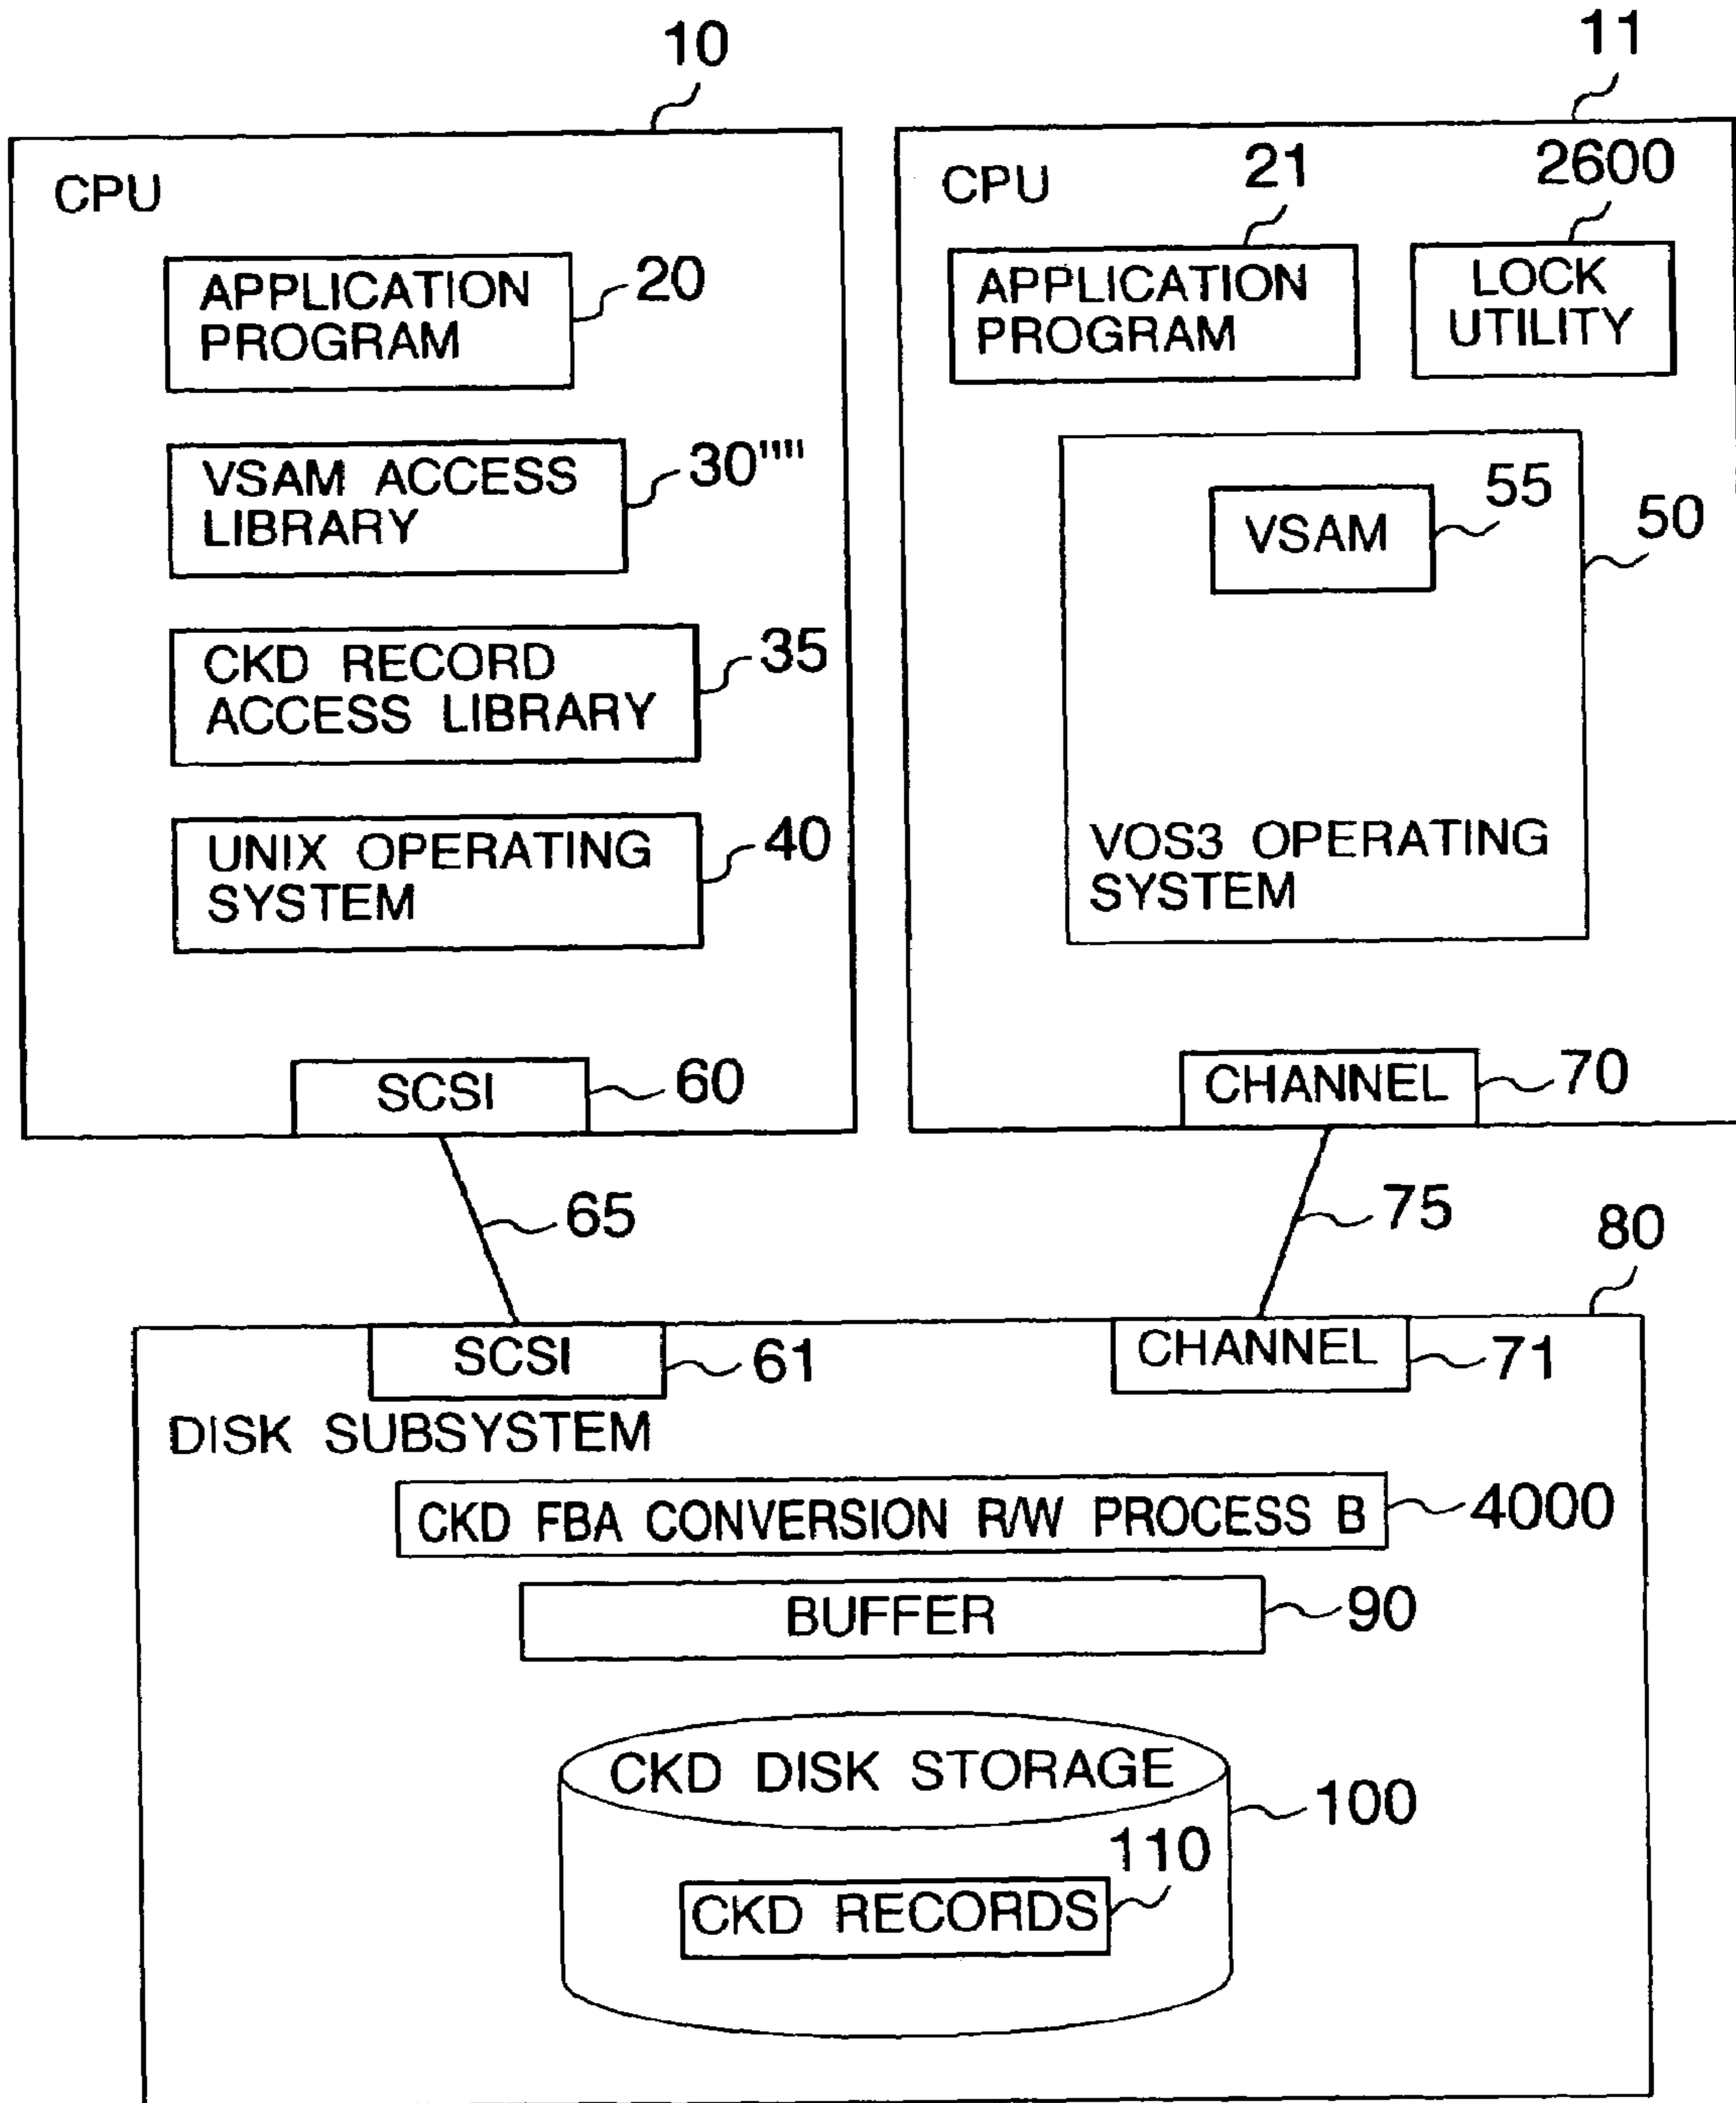 10
11
CPU
CPU
21
2600
APPLICATION
PROGRAM
20
APPLICATION
PROGRAM
LOCK
UTILITY
VSAM ACCESS
LIBRARY
30""
VSAM
55
50
CKD RECORD
ACCESS LIBRARY
35
UNIX OPERATING
SYSTEM
40
VOS3 OPERATING
SYSTEM
SCSI
60
CHANNEL
70
65
75
80
SCSI
61
CHANNEL
71
DISK SUBSYSTEM
CKD FBA CONVERSION R/W PROCESS B
4000
BUFFER
90
CKD DISK STORAGE
100
110
CKD RECORDS